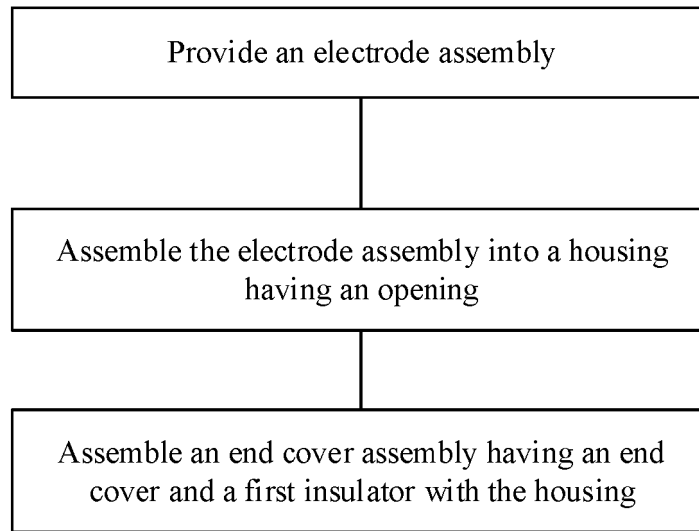 Provide an electrode assembly
Assemble the electrode assembly into a housing
having an opening
Assemble an end cover assembly having an end
cover and a first insulator with the housing